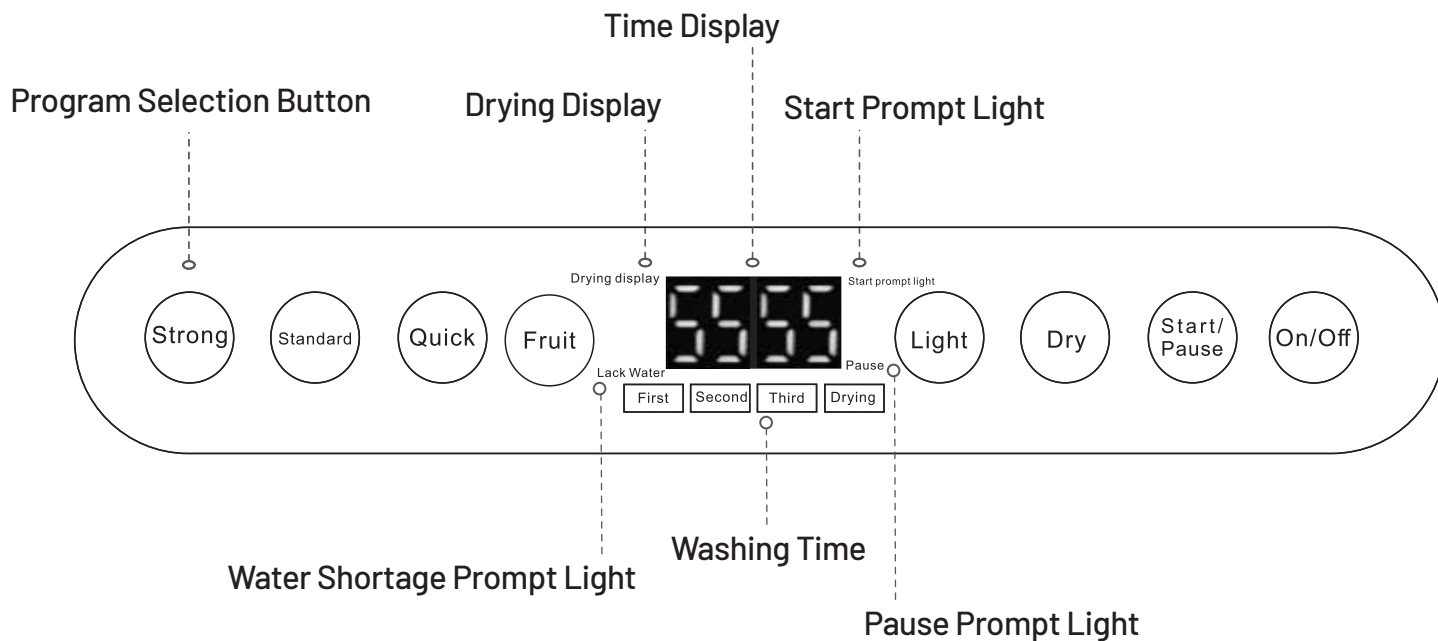 Time Display
Program Selection Button
Drying Display
Start Prompt Light
Drying display
Start prompt light
Strong
Standard
Quick
Fruit
55
Light
Dry
Start/
Pause
On/Off
Lack Water
Pause
First
Second
Third
Drying
Washing Time
Water Shortage Prompt Light
Pause Prompt Light